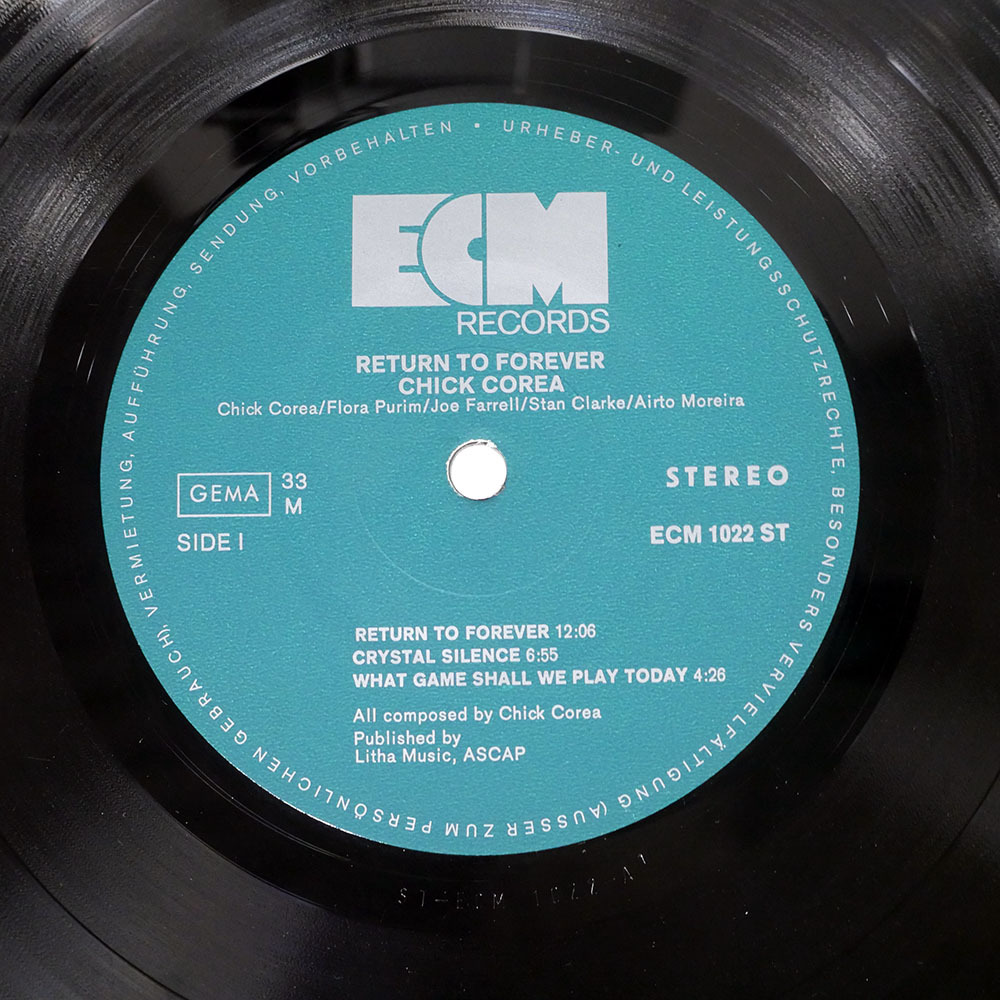 URHEBER- UND LEISTUNGSSCHUTZRECHTE, BESONDERS VERVIELFÄLTIGUNG (AUSSER ZUM PERSÖNLICHEN GEBRAUCH), VERMIETUNG, AUFFÜHRUNG, SENDUNG, VORBEHALTEN •
ECM
RECORDS
RETURN TO FOREVER
CHICK COREA
Chick Corea/Flora Purim/Joe Farrell/Stan Clarke/Airto Moreira
GEMA 33 M
STEREO
SIDE I
ECM 1022 ST
RETURN TO FOREVER 12:06
CRYSTAL SILENCE 6:55
WHAT GAME SHALL WE PLAY TODAY 4:26
All composed by Chick Corea
Published by
Litha Music, ASCAP
ST-ECM 1022-A